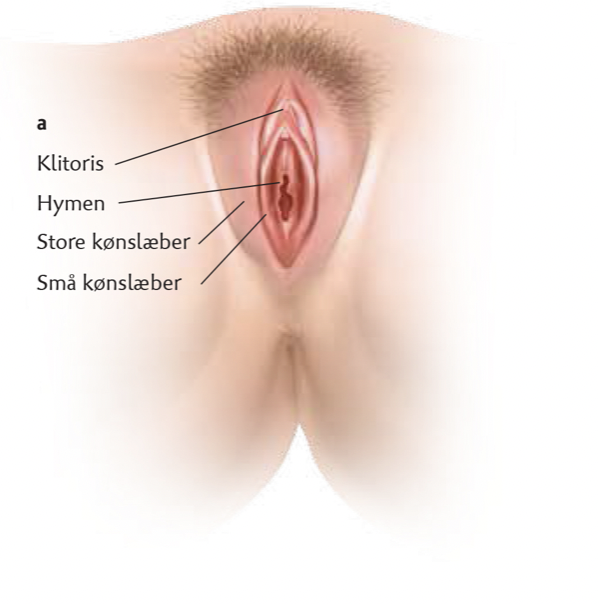 a
Klitoris
Hymen
Store kønslæber
Små kønslæber